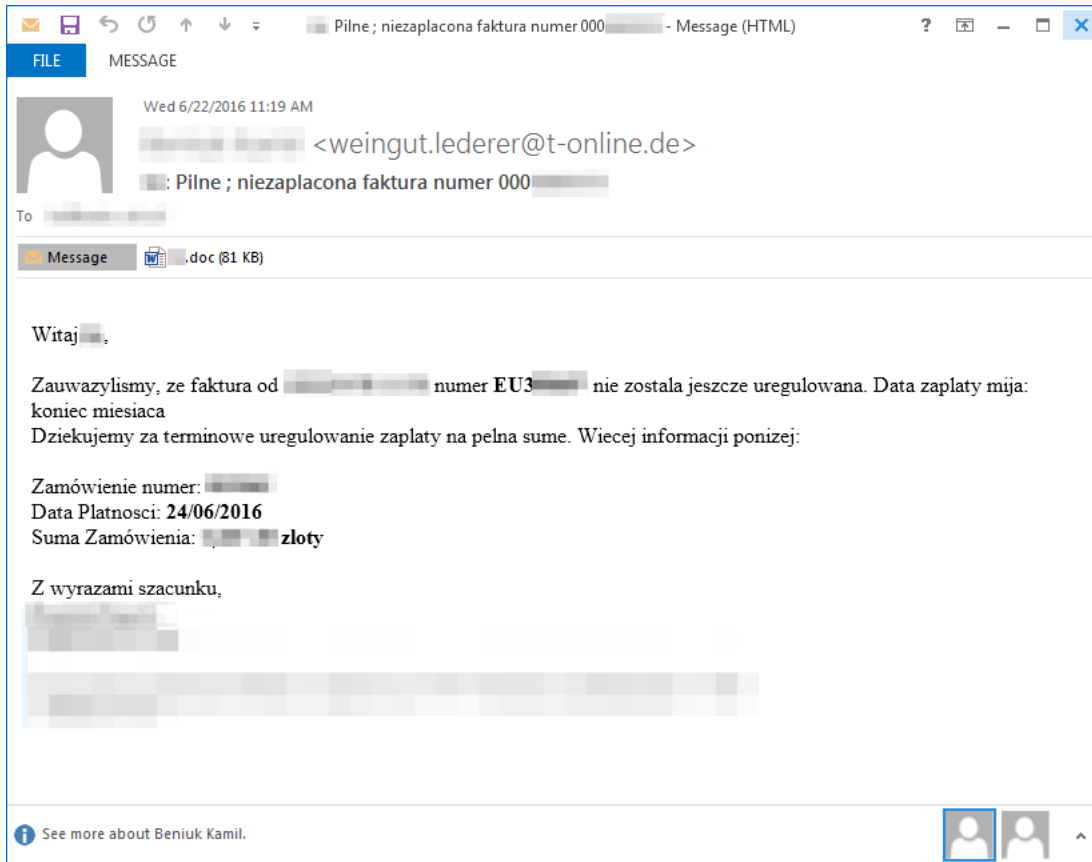 Pilne ; niezaplacona faktura numer 000 - Message (HTML)
FILE MESSAGE
Wed 6/22/2016 11:19 AM
<weingut.lederer@t-online.de>
: Pilne ; niezaplacona faktura numer 000
To
Message .doc (81 KB)
Witaj ,
Zauwazylismy, ze faktura od numer EU3 nie zostala jeszcze uregulowana. Data zaplaty mija:
koniec miesiaca
Dziekujemy za terminowe uregulowanie zaplaty na pelna sume. Wiecej informacji ponizej:
Zamówienie numer:
Data Platnosci: 24/06/2016
Suma Zamówienia: zloty
Z wyrazami szacunku,
See more about Beniuk Kamil.